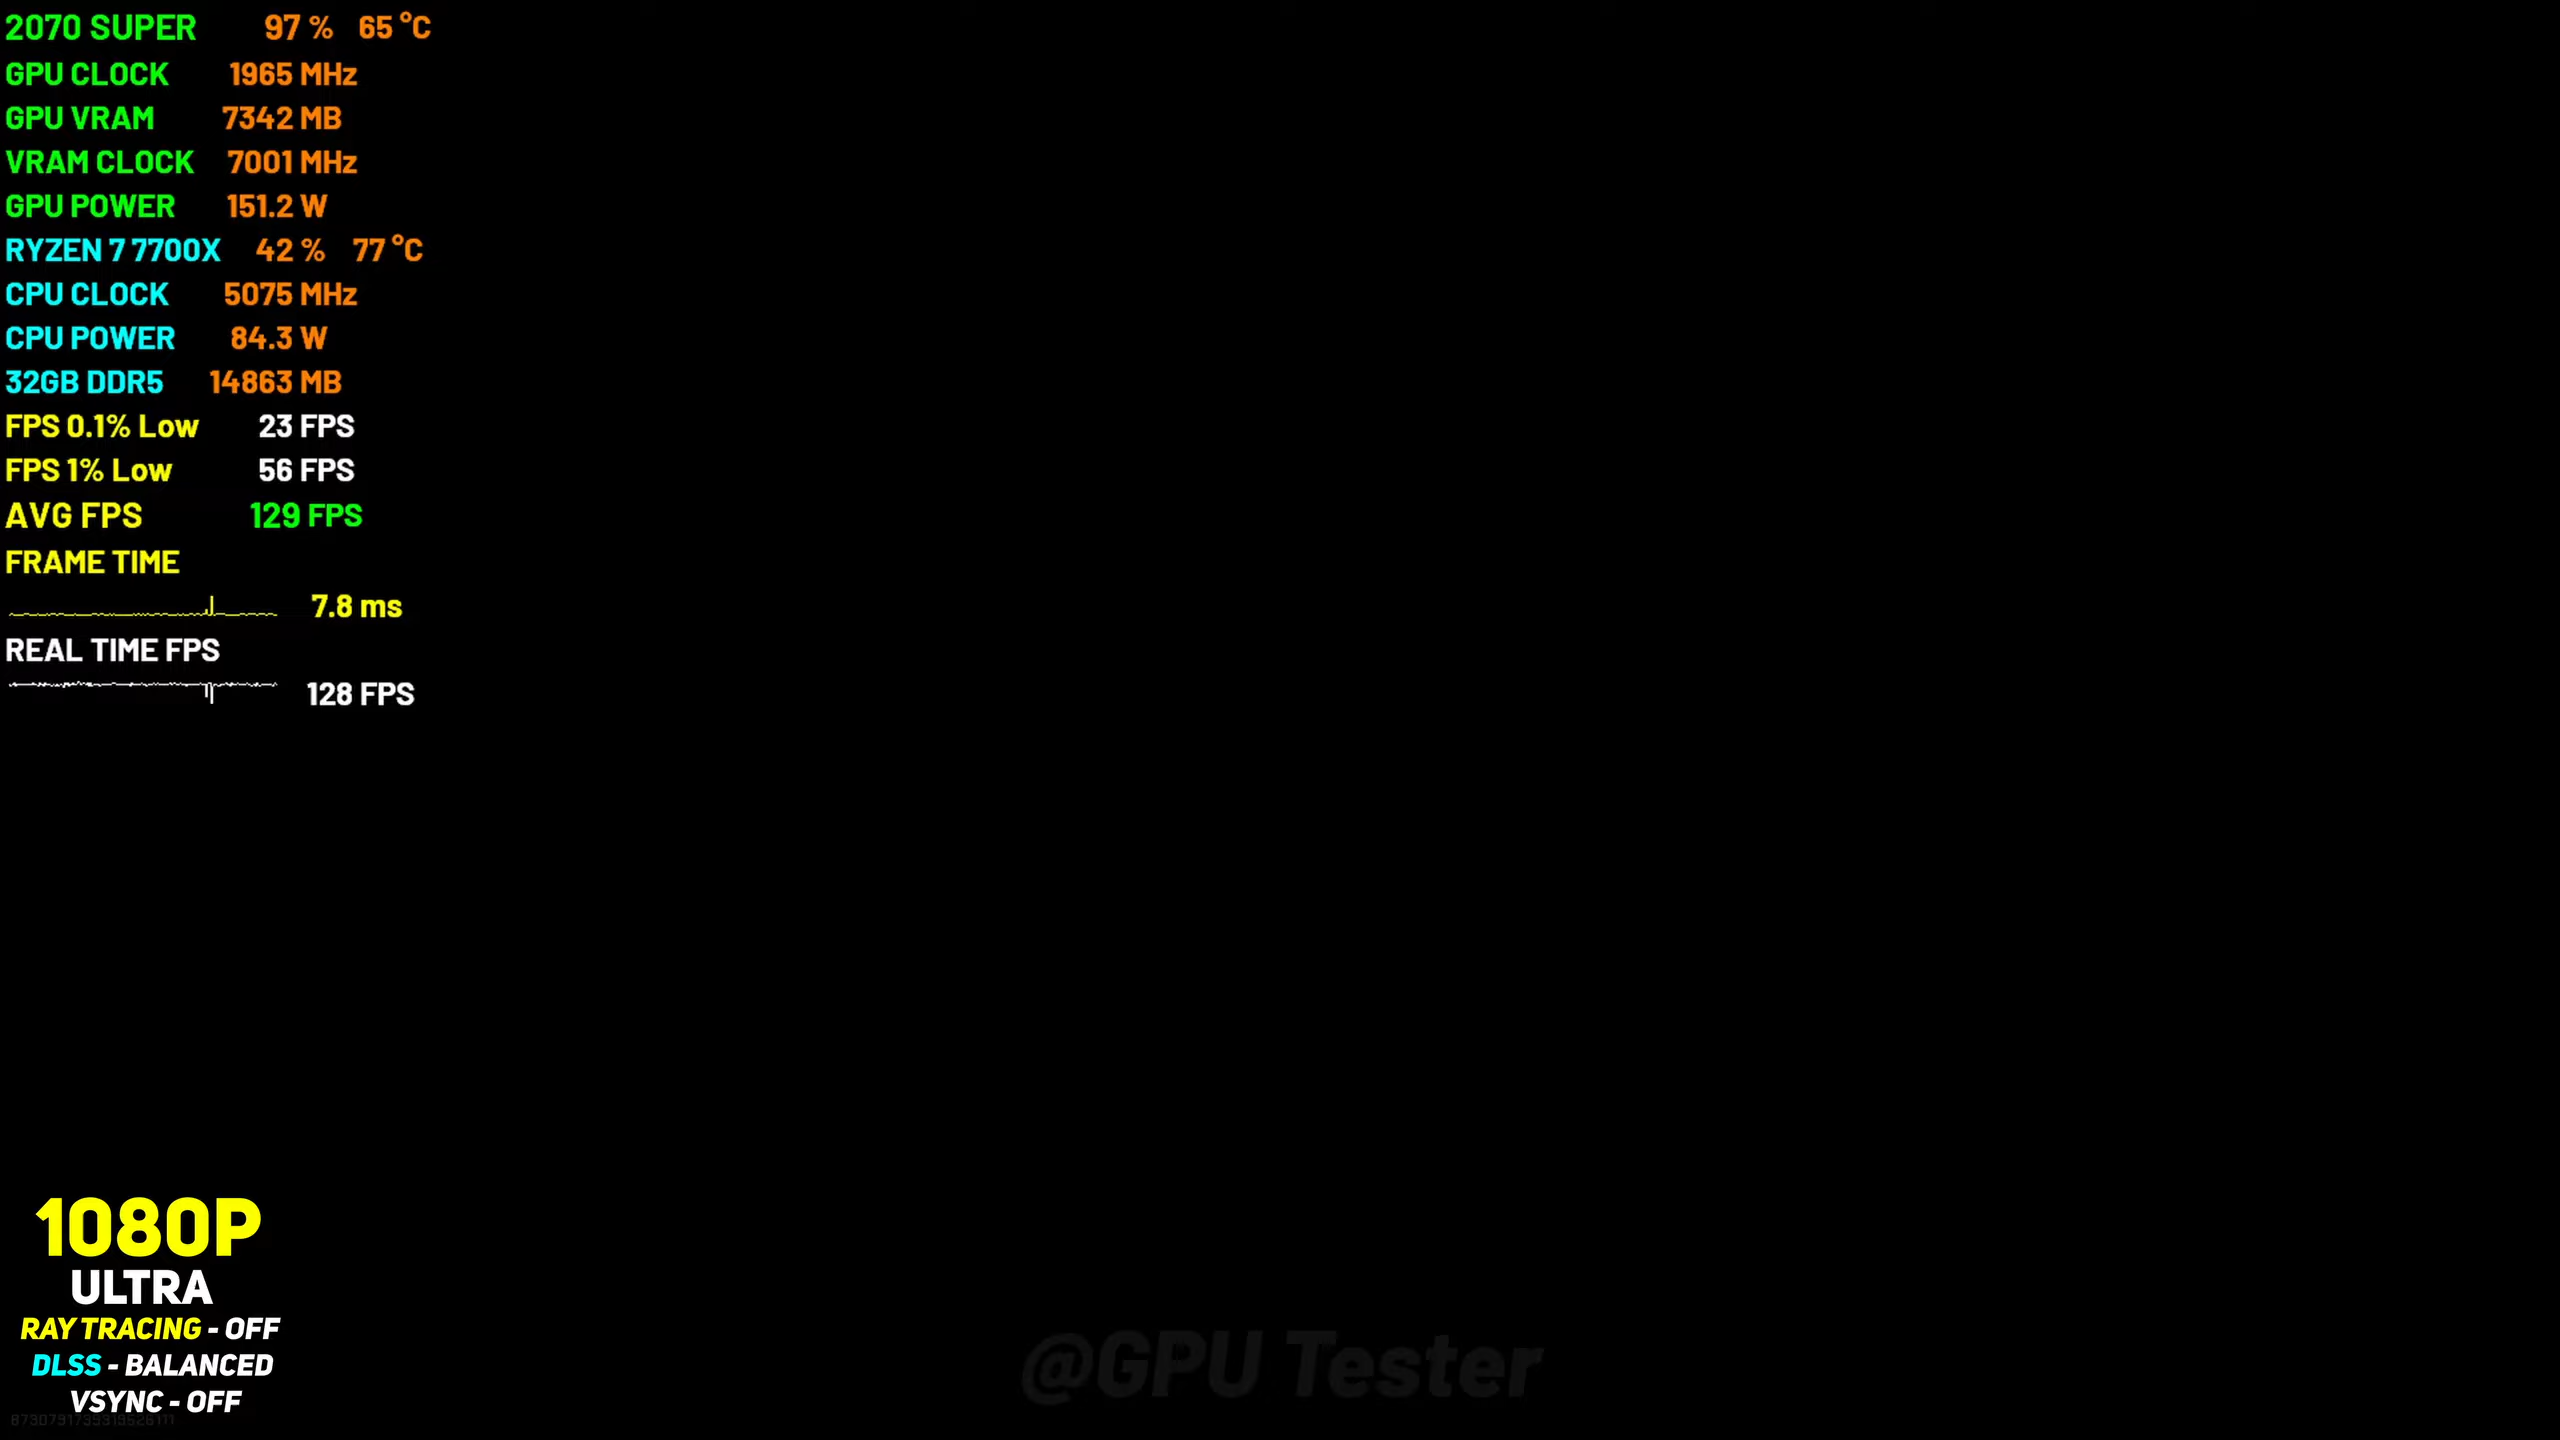 2070 SUPER 97 % 65 °C
GPU CLOCK 1965 MHz
GPU VRAM 7342 MB
VRAM CLOCK 7001 MHz
GPU POWER 151.2 W
RYZEN 7 7700X 42 % 77 °C
CPU CLOCK 5075 MHz
CPU POWER 84.3 W
32GB DDR5 14863 MB
FPS 0.1% Low 23 FPS
FPS 1% Low 56 FPS
AVG FPS 129 FPS
FRAME TIME
7.8 ms
REAL TIME FPS
128 FPS
1080P
ULTRA
RAY TRACING - OFF
DLSS - BALANCED
VSYNC - OFF
@GPU Tester